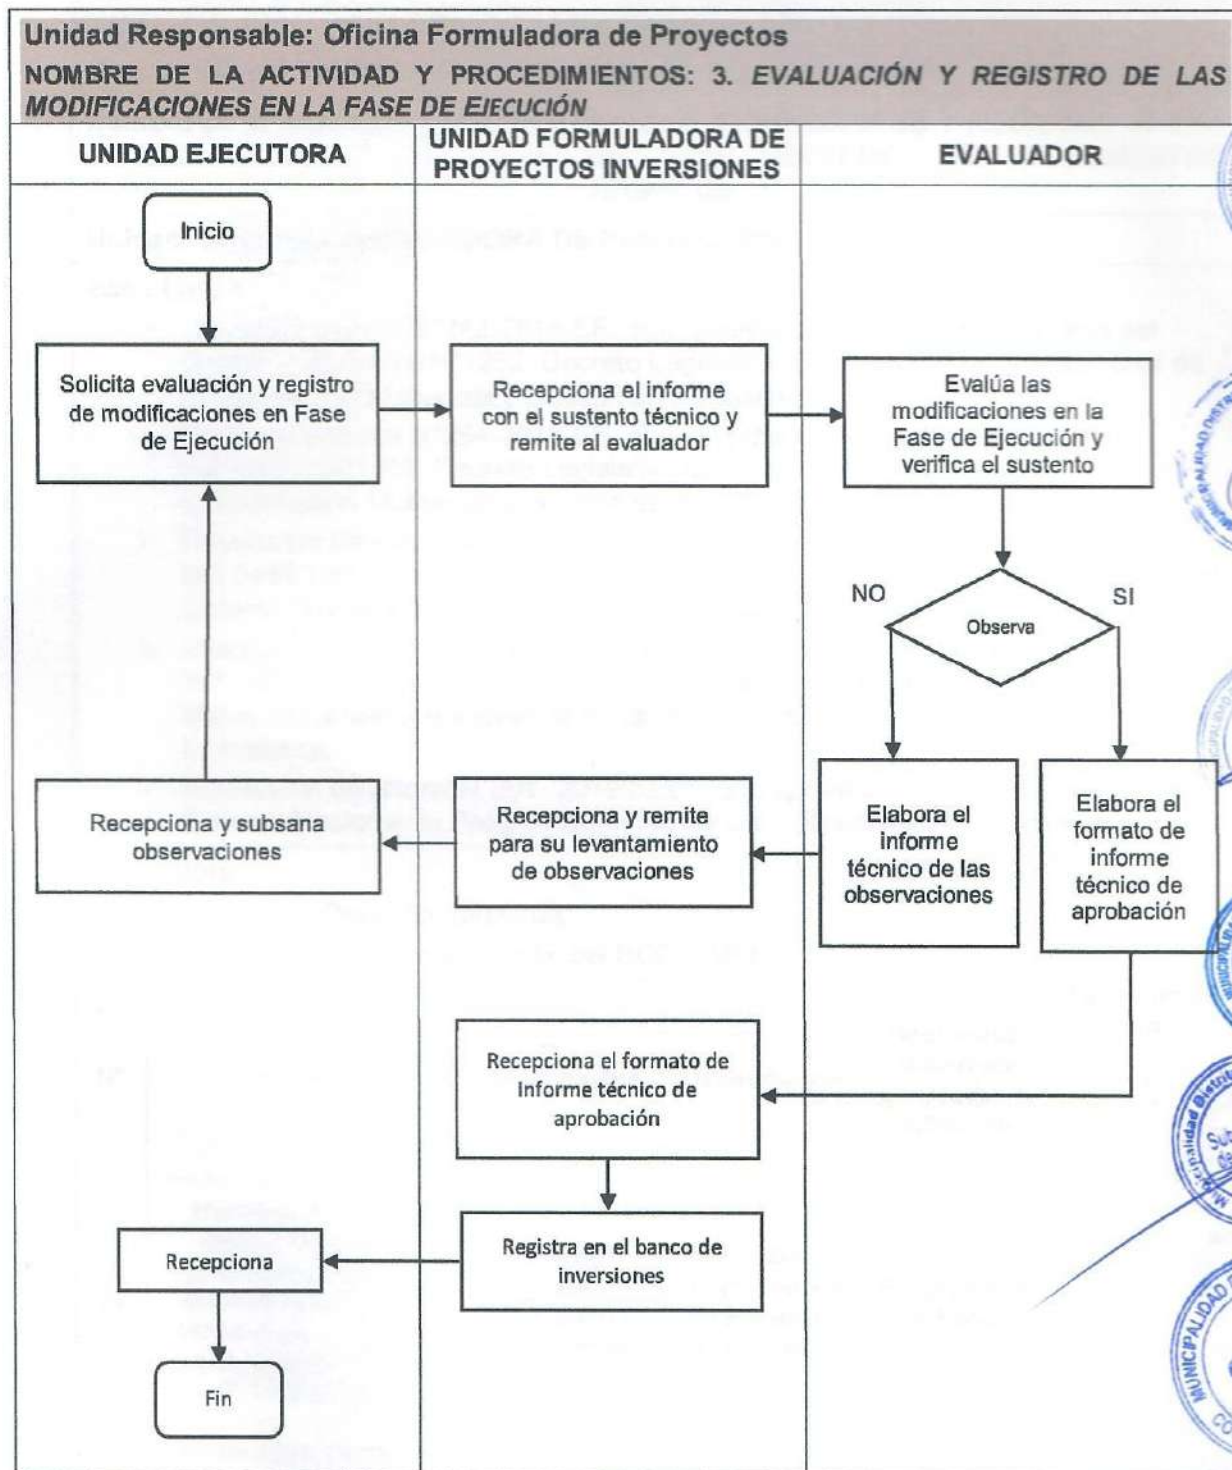 Unidad Responsable: Oficina Formuladora de Proyectos
NOMBRE DE LA ACTIVIDAD Y PROCEDIMIENTOS: 3. EVALUACIÓN Y REGISTRO DE LAS
MODIFICACIONES EN LA FASE DE EJECUCIÓN
UNIDAD EJECUTORA
UNIDAD FORMULADORA DE
PROYECTOS INVERSIONES
EVALUADOR
Inicio
Solicita evaluación y registro
de modificaciones en Fase
de Ejecución
Recepciona el informe
con el sustento técnico y
remite al evaluador
Evalúa las
modificaciones en la
Fase de Ejecución y
verifica el sustento
NO
SI
Observa
Recepciona y subsana
observaciones
Recepciona y remite
para su levantamiento
de observaciones
Elabora el
informe
técnico de las
observaciones
Elabora el
formato de
informe
técnico de
aprobación
Recepciona el formato de
Informe técnico de
aprobación
Registra en el banco de
inversiones
Recepciona
Fin
Municipalidad Distrit
MUNICIPALIDAD